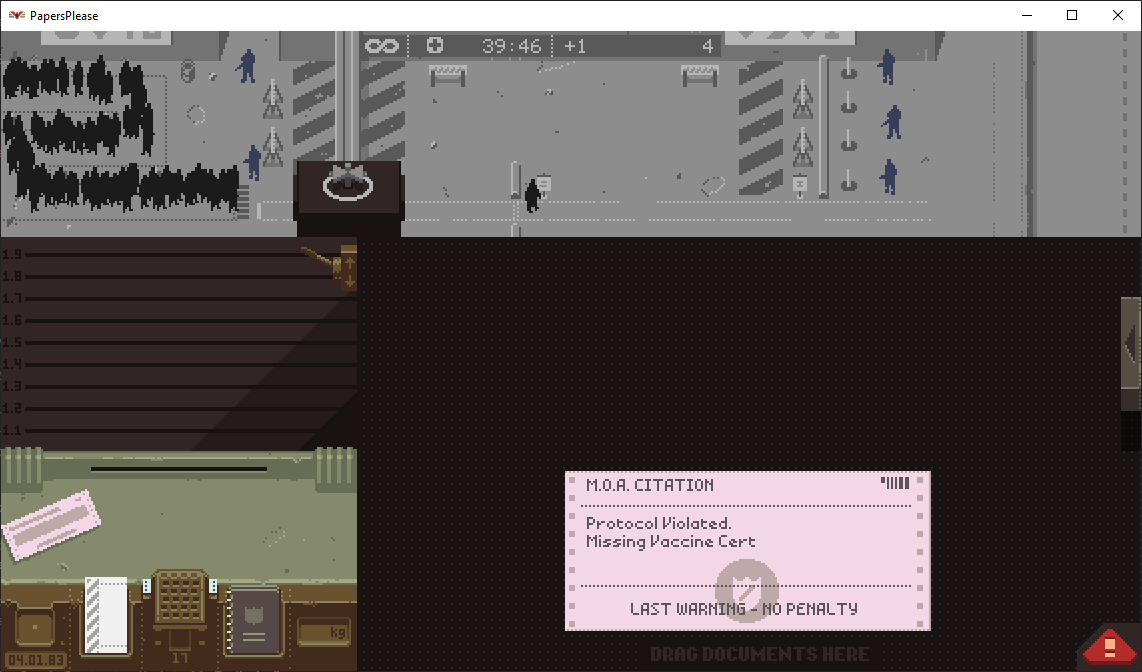 PapersPlease
39:46 +1 4
1.9
1.8
1.7
1.6
1.5
1.4
1.3
1.2
1.1
M.O.A. CITATION
Protocol Violated.
Missing Vaccine Cert
LAST WARNING - NO PENALTY
kg
17
04.01.83
DRAG DOCUMENTS HERE